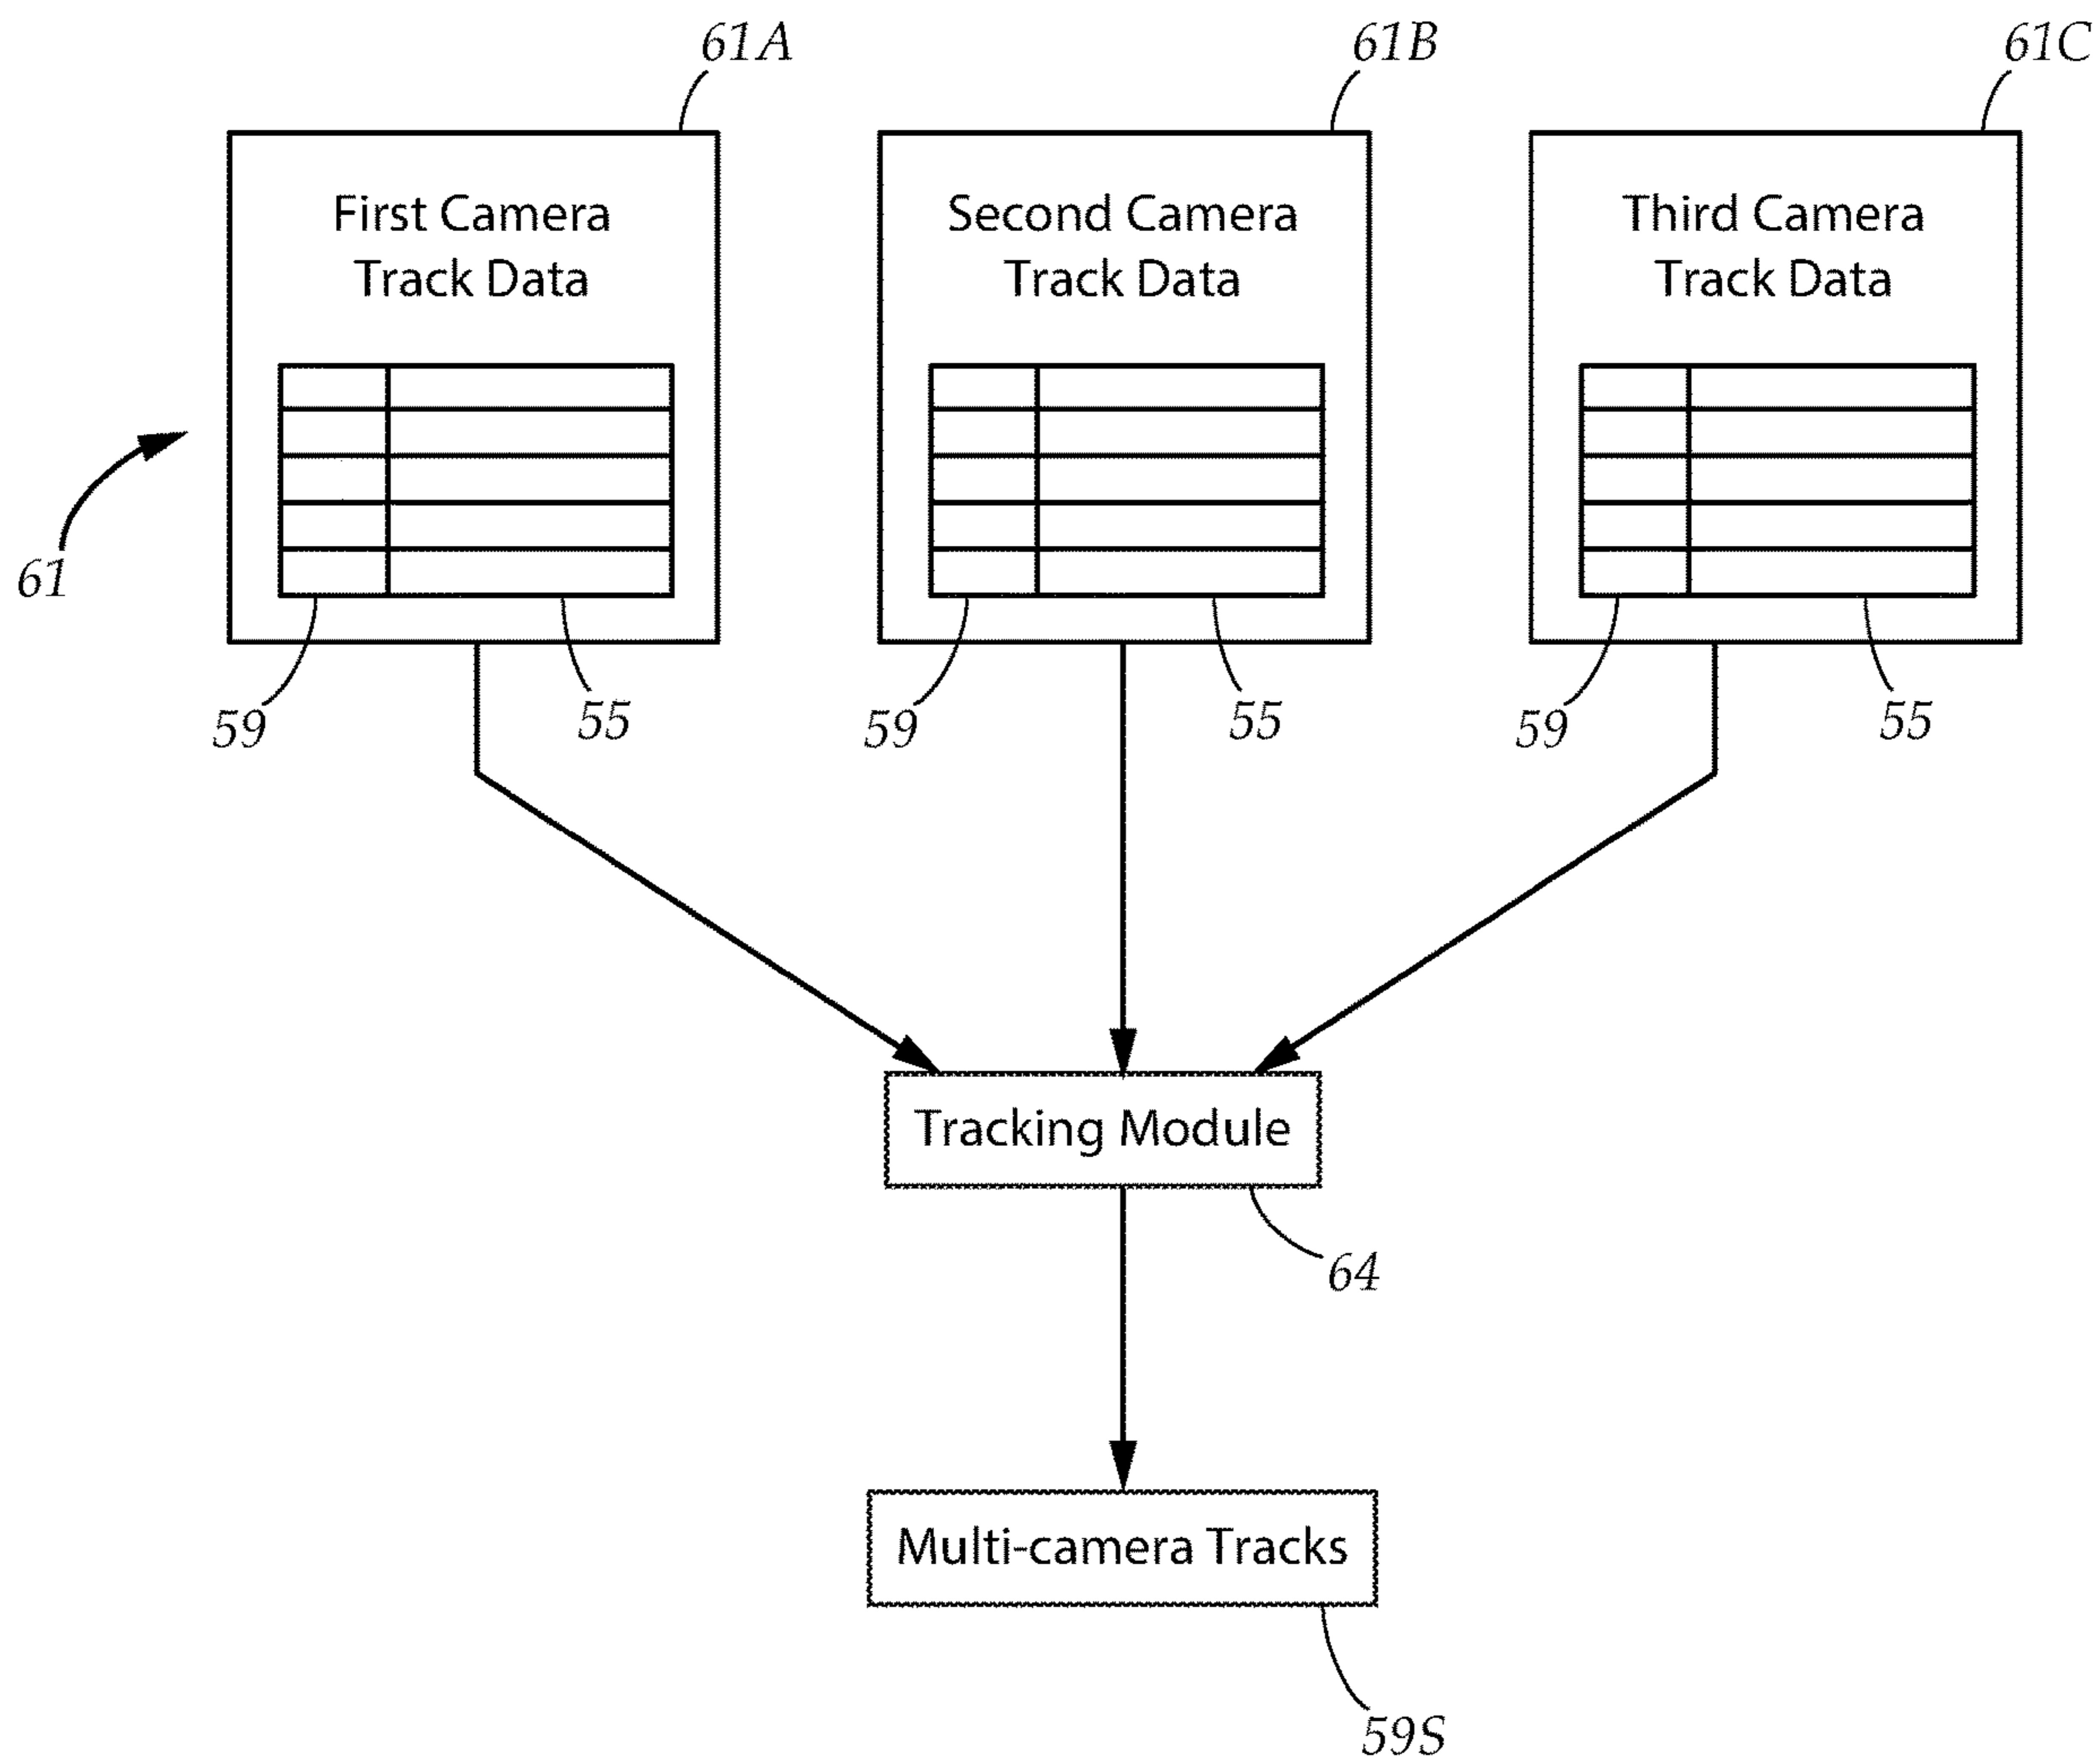 61A
61B
61C
First Camera
Track Data
Second Camera
Track Data
Third Camera
Track Data
61
59
55
59
55
59
55
Tracking Module
64
Multi-camera Tracks
59S